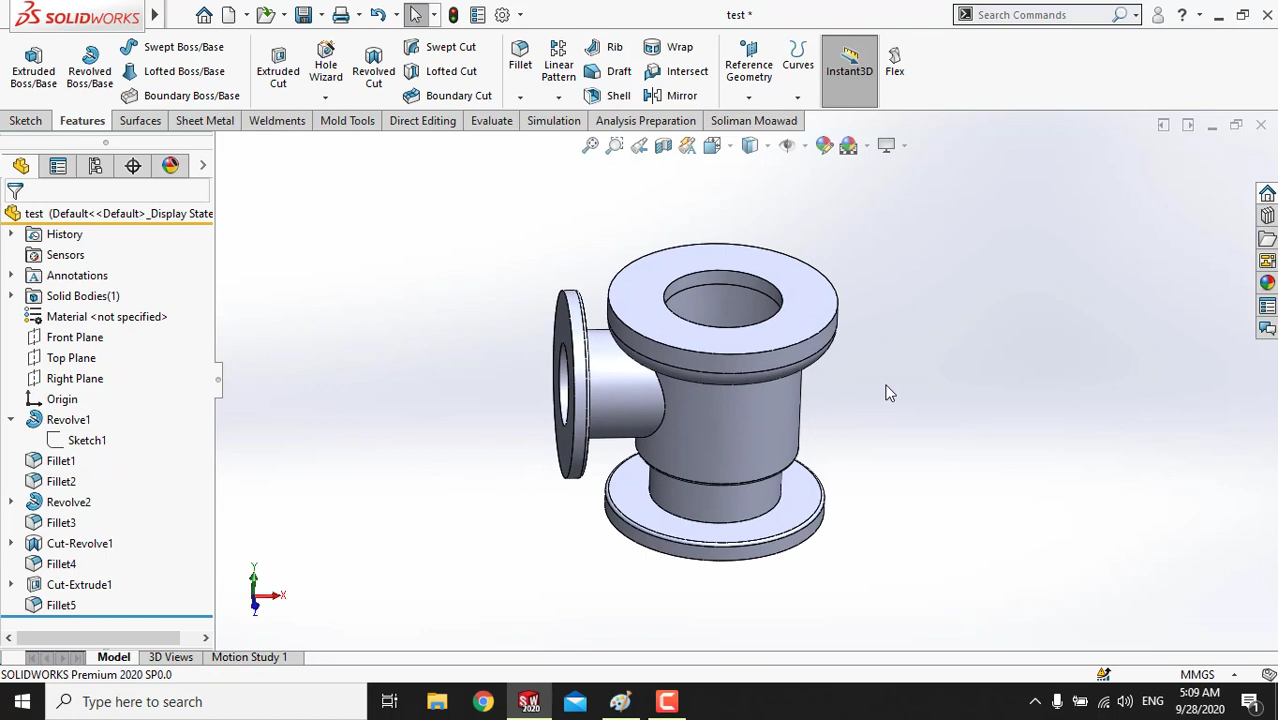 SOLIDWORKS
test *
Search Commands
?
Extruded Boss/Base
Revolved Boss/Base
Swept Boss/Base
Lofted Boss/Base
Boundary Boss/Base
Extruded Cut
Hole Wizard
Revolved Cut
Swept Cut
Lofted Cut
Boundary Cut
Fillet
Linear Pattern
Rib
Draft
Shell
Wrap
Intersect
Mirror
Reference Geometry
Curves
Instant3D
Flex
Sketch
Features
Surfaces
Sheet Metal
Weldments
Mold Tools
Direct Editing
Evaluate
Simulation
Analysis Preparation
Soliman Moawad
test (Default<<Default>_Display State
History
Sensors
Annotations
Solid Bodies(1)
Material <not specified>
Front Plane
Top Plane
Right Plane
Origin
Revolve1
Sketch1
Fillet1
Fillet2
Revolve2
Fillet3
Cut-Revolve1
Fillet4
Cut-Extrude1
Fillet5
Y
X
Z
Model
3D Views
Motion Study 1
SOLIDWORKS Premium 2020 SP0.0
MMGS
Type here to search
SW
2020
ENG
5:09 AM
9/28/2020
1